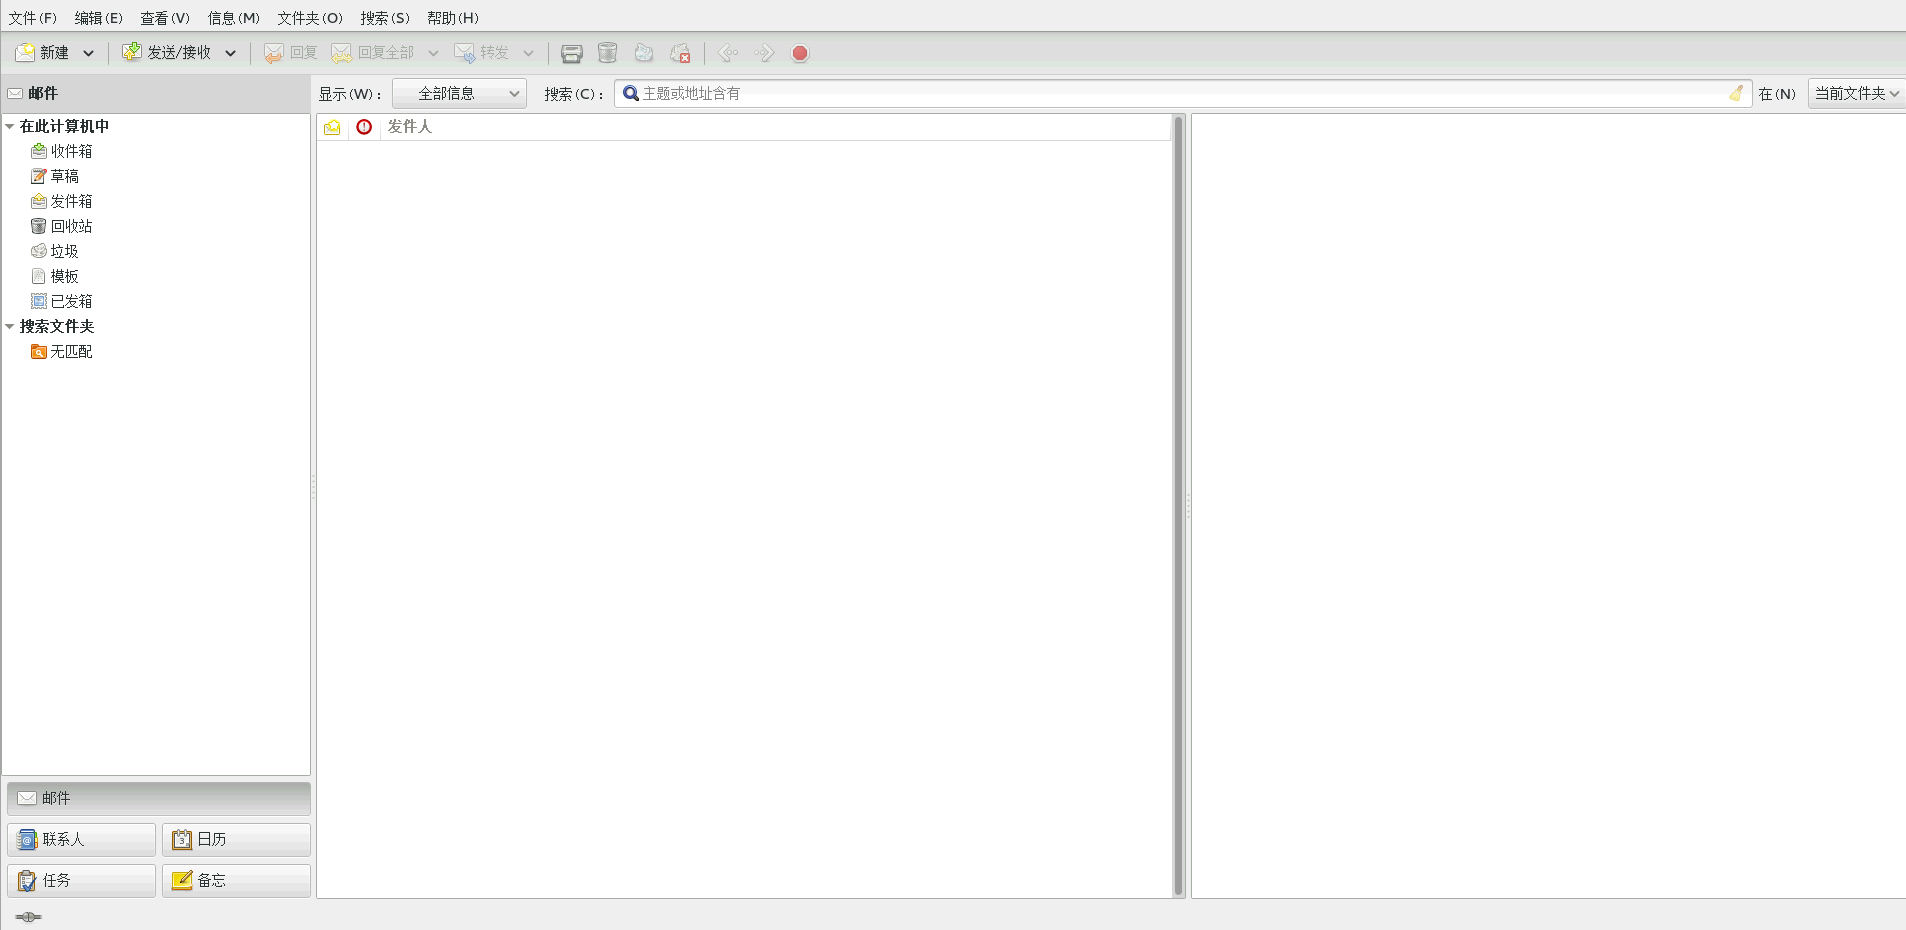 文件(F) 编辑(E) 查看(V) 信息(M) 文件夹(O) 搜索(S) 帮助(H)
新建 发送/接收 回复 回复全部 转发
邮件 显示(W)： 全部信息 搜索(C)： 主题或地址含有 在(N) 当前文件夹
在此计算机中
收件箱
草稿
发件箱
回收站
垃圾
模板
已发箱
搜索文件夹
无匹配
发件人
邮件
联系人 日历
任务 备忘